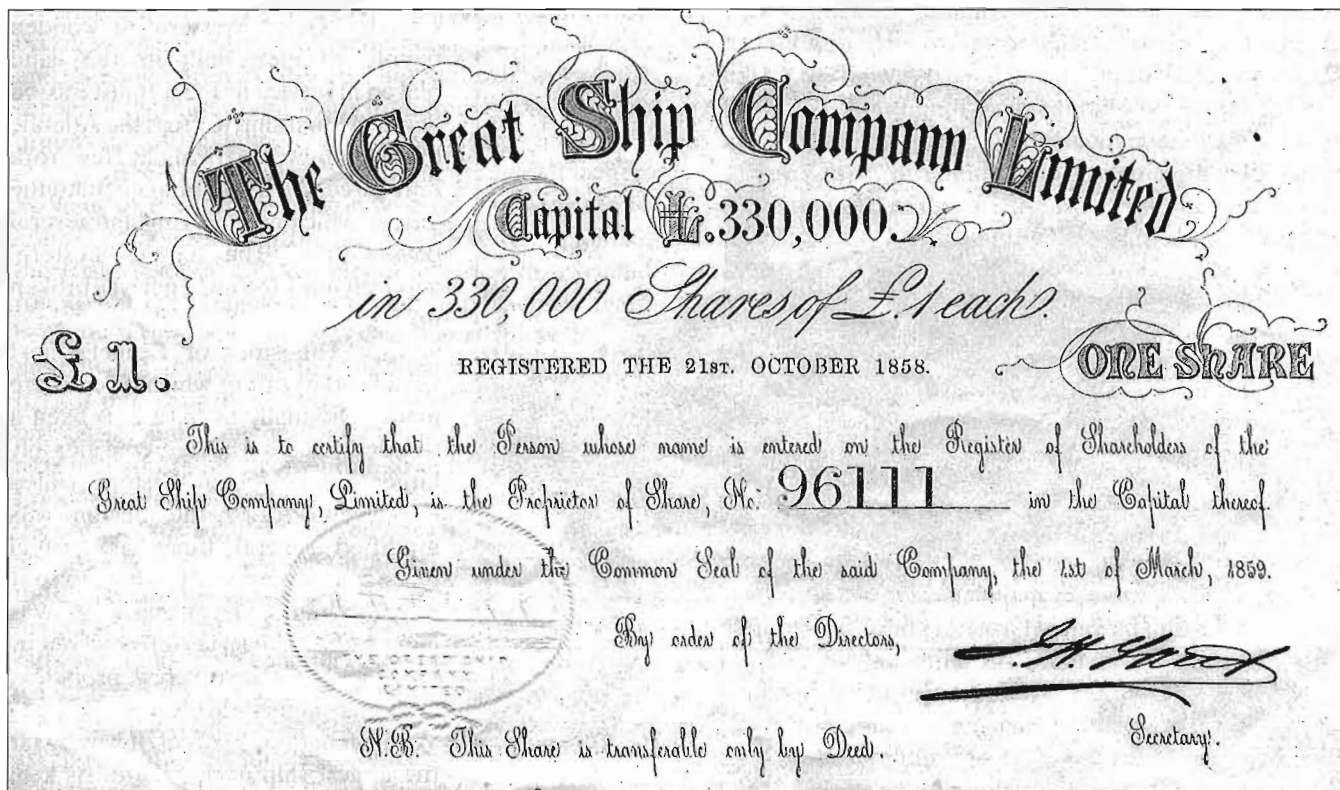 The Great Ship Company Limited
Capital £.330,000.
in 330,000 Shares of £.1 each.
£1.
REGISTERED THE 21ST. OCTOBER 1858.
ONE SHARE
This is to certify that the Person whose name is entered on the Register of Shareholders of the
Great Ship Company, Limited, is the Proprietor of Share, No. 96111 in the Capital thereof.
Given under the Common Seal of the said Company, the 1st of March, 1859.
By order of the Directors,
COMPANY
LIMITED
Secretary.
N.B. This Share is transferable only by Deed.